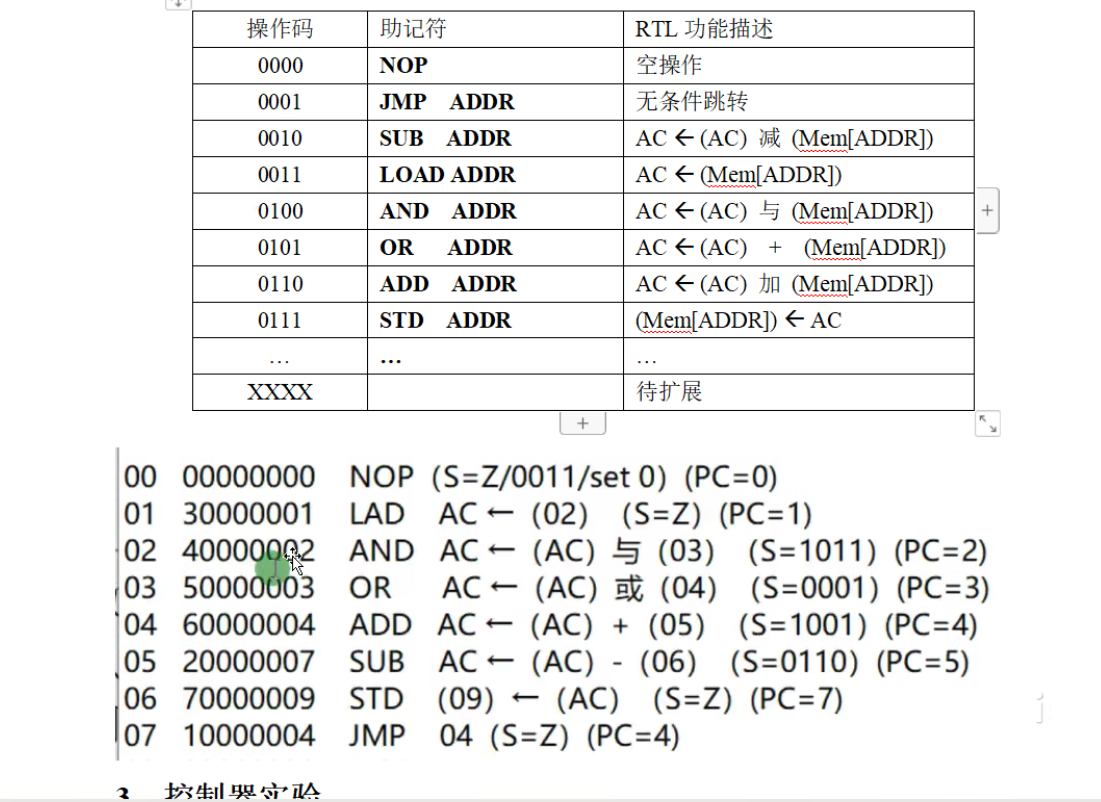 操作码 助记符 RTL 功能描述
0000 NOP 空操作
0001 JMP ADDR 无条件跳转
0010 SUB ADDR AC ← (AC) 减 (Mem[ADDR])
0011 LOAD ADDR AC ← (Mem[ADDR])
0100 AND ADDR AC ← (AC) 与 (Mem[ADDR])
0101 OR ADDR AC ← (AC) + (Mem[ADDR])
0110 ADD ADDR AC ← (AC) 加 (Mem[ADDR])
0111 STD ADDR (Mem[ADDR]) ← AC
… … …
XXXX 待扩展
00 00000000 NOP (S=Z/0011/set 0) (PC=0)
01 30000001 LAD AC ← (02) (S=Z) (PC=1)
02 40000002 AND AC ← (AC) 与 (03) (S=1011) (PC=2)
03 50000003 OR AC ← (AC) 或 (04) (S=0001) (PC=3)
04 60000004 ADD AC ← (AC) + (05) (S=1001) (PC=4)
05 20000007 SUB AC ← (AC) - (06) (S=0110) (PC=5)
06 70000009 STD (09) ← (AC) (S=Z) (PC=7)
07 10000004 JMP 04 (S=Z) (PC=4)
3 控制器实验